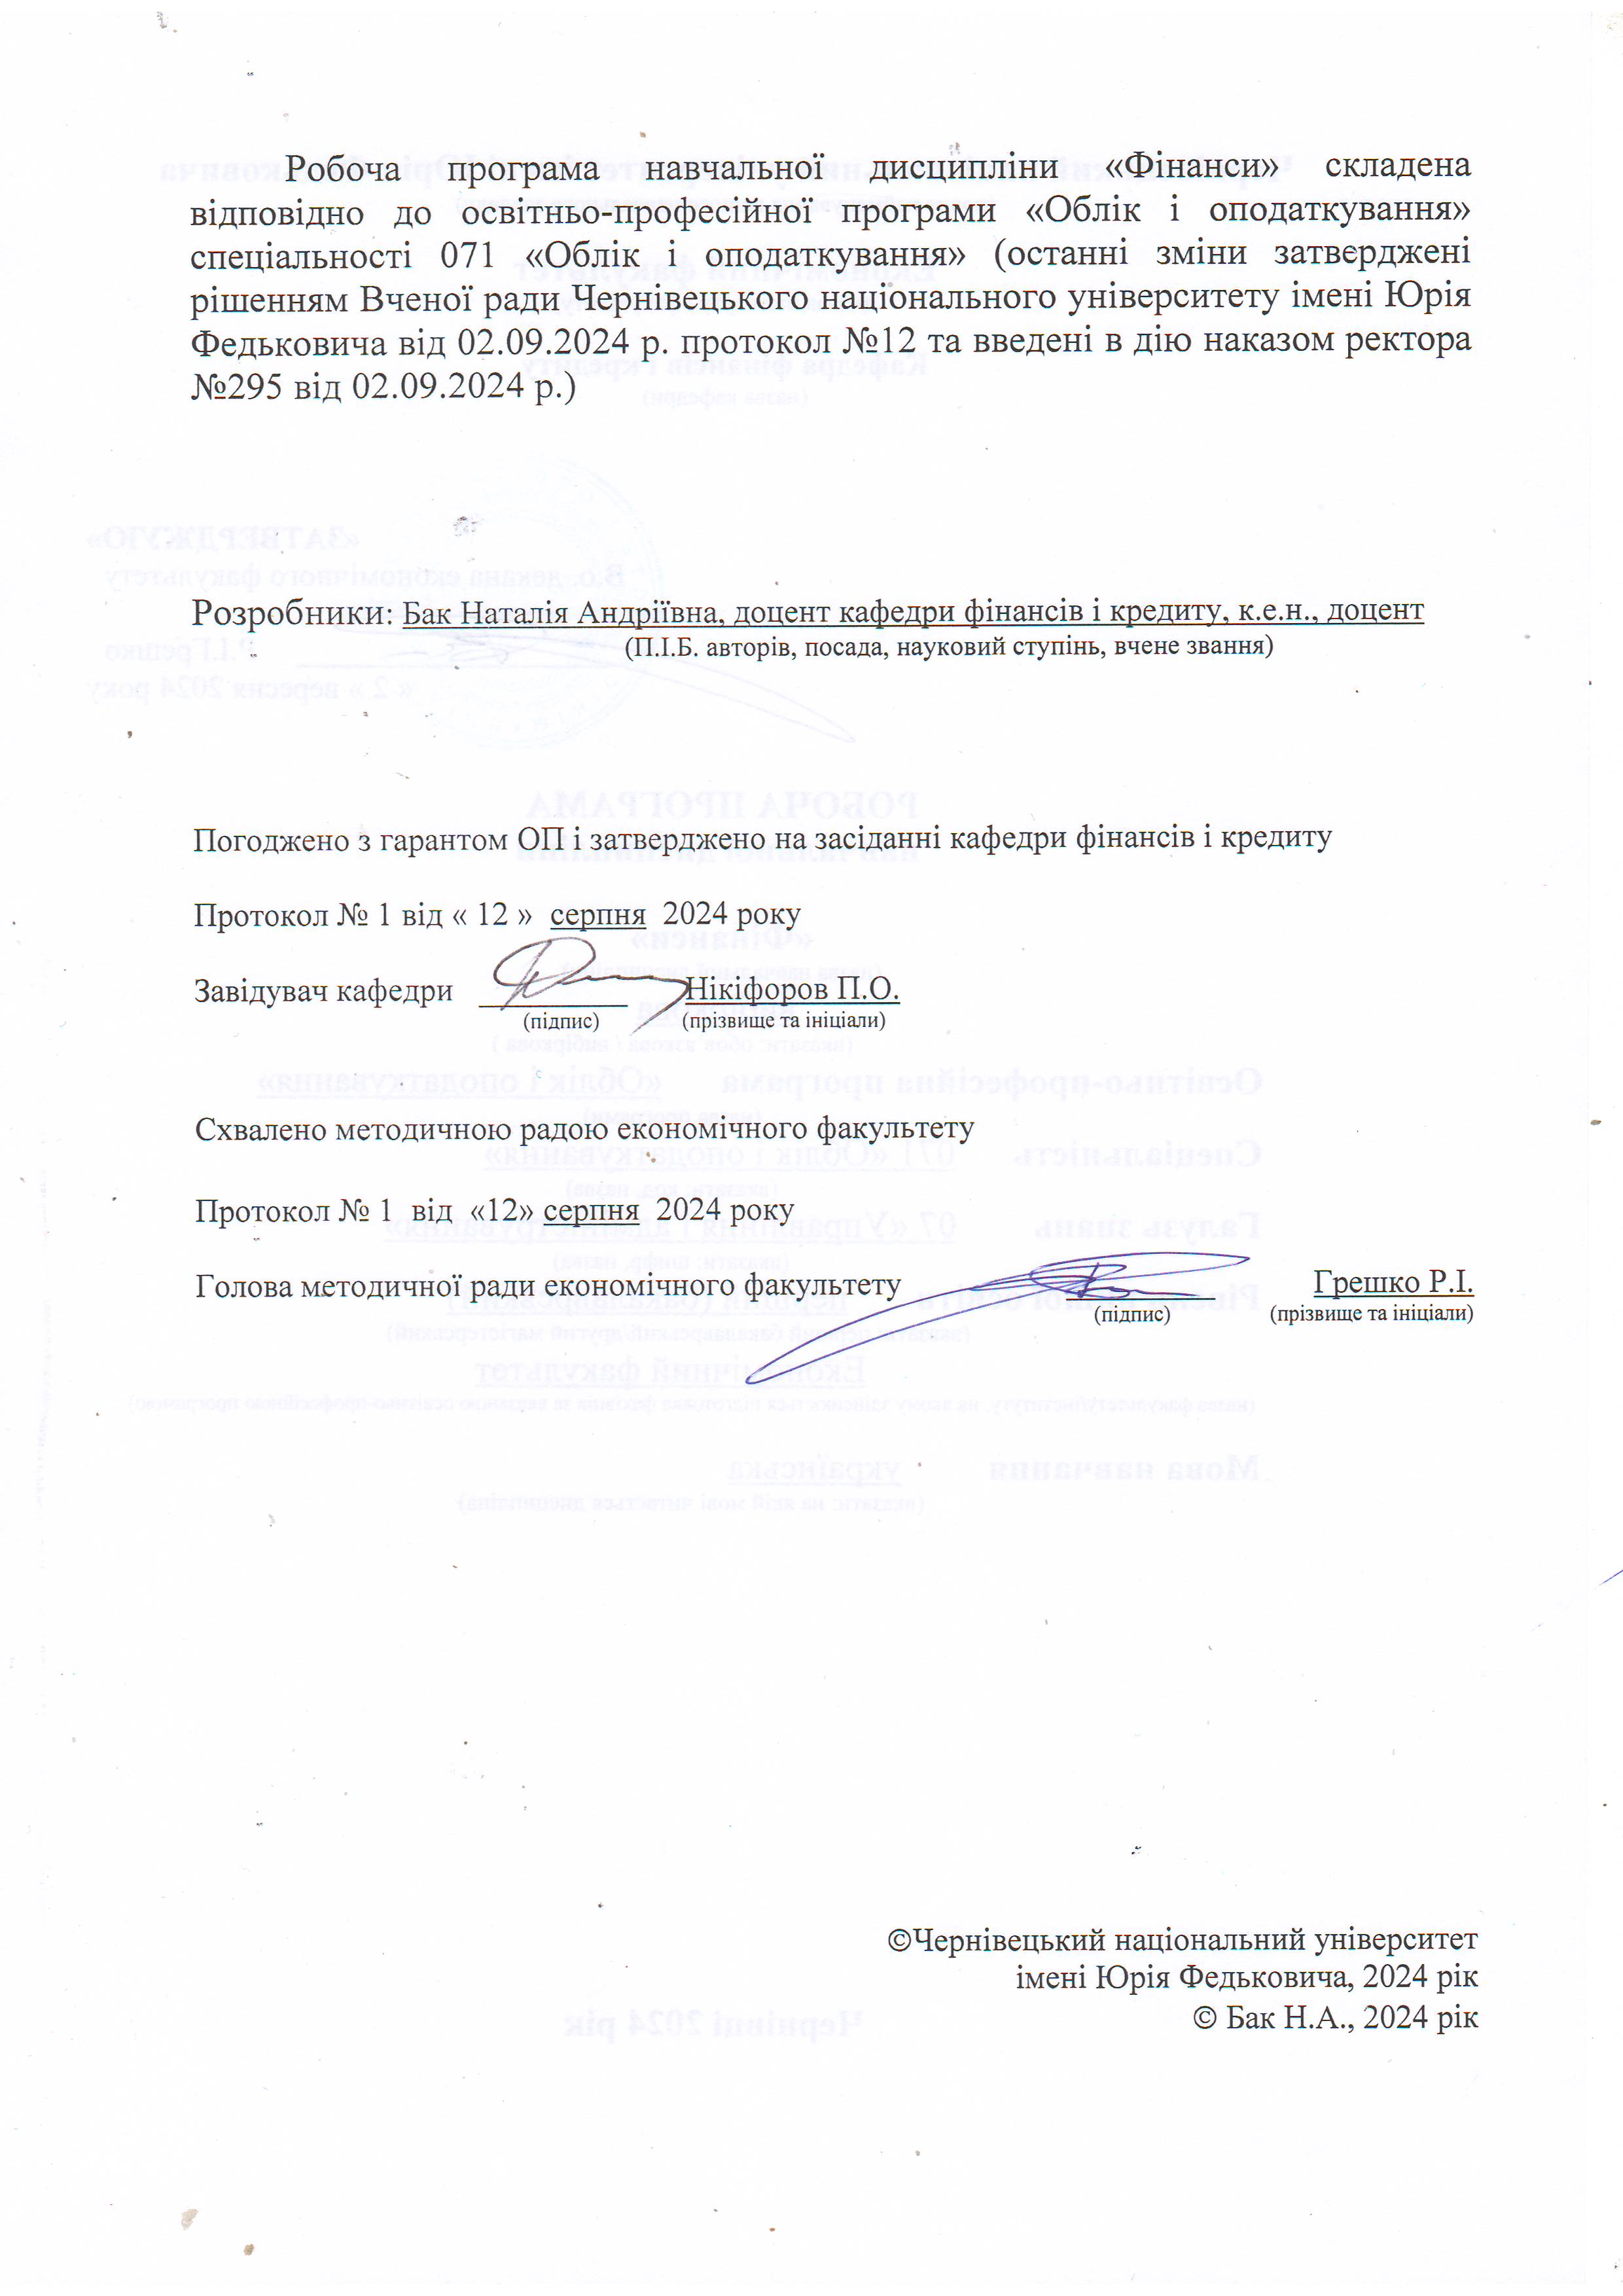 Робоча програма навчальної дисципліни «Фінанси» складена
відповідно до освітньо-професійної програми «Облік і оподаткування»
спеціальності 071 «Облік і оподаткування» (останні зміни затверджені
рішенням Вченої ради Чернівецького національного університету імені Юрія
Федьковича від 02.09.2024 р. протокол №12 та введені в дію наказом ректора
№295 від 02.09.2024 р.)
Розробники: Бак Наталія Андріївна, доцент кафедри фінансів і кредиту, к.е.н., доцент
(П.І.Б. авторів, посада, науковий ступінь, вчене звання)
Погоджено з гарантом ОП і затверджено на засіданні кафедри фінансів і кредиту
Протокол № 1 від « 12 » серпня 2024 року
Завідувач кафедри Нікіфоров П.О.
(підпис) (прізвище та ініціали)
Схвалено методичною радою економічного факультету
Протокол № 1 від «12» серпня 2024 року
Голова методичної ради економічного факультету Грешко Р.І.
(підпис) (прізвище та ініціали)
©Чернівецький національний університет
імені Юрія Федьковича, 2024 рік
© Бак Н.А., 2024 рік